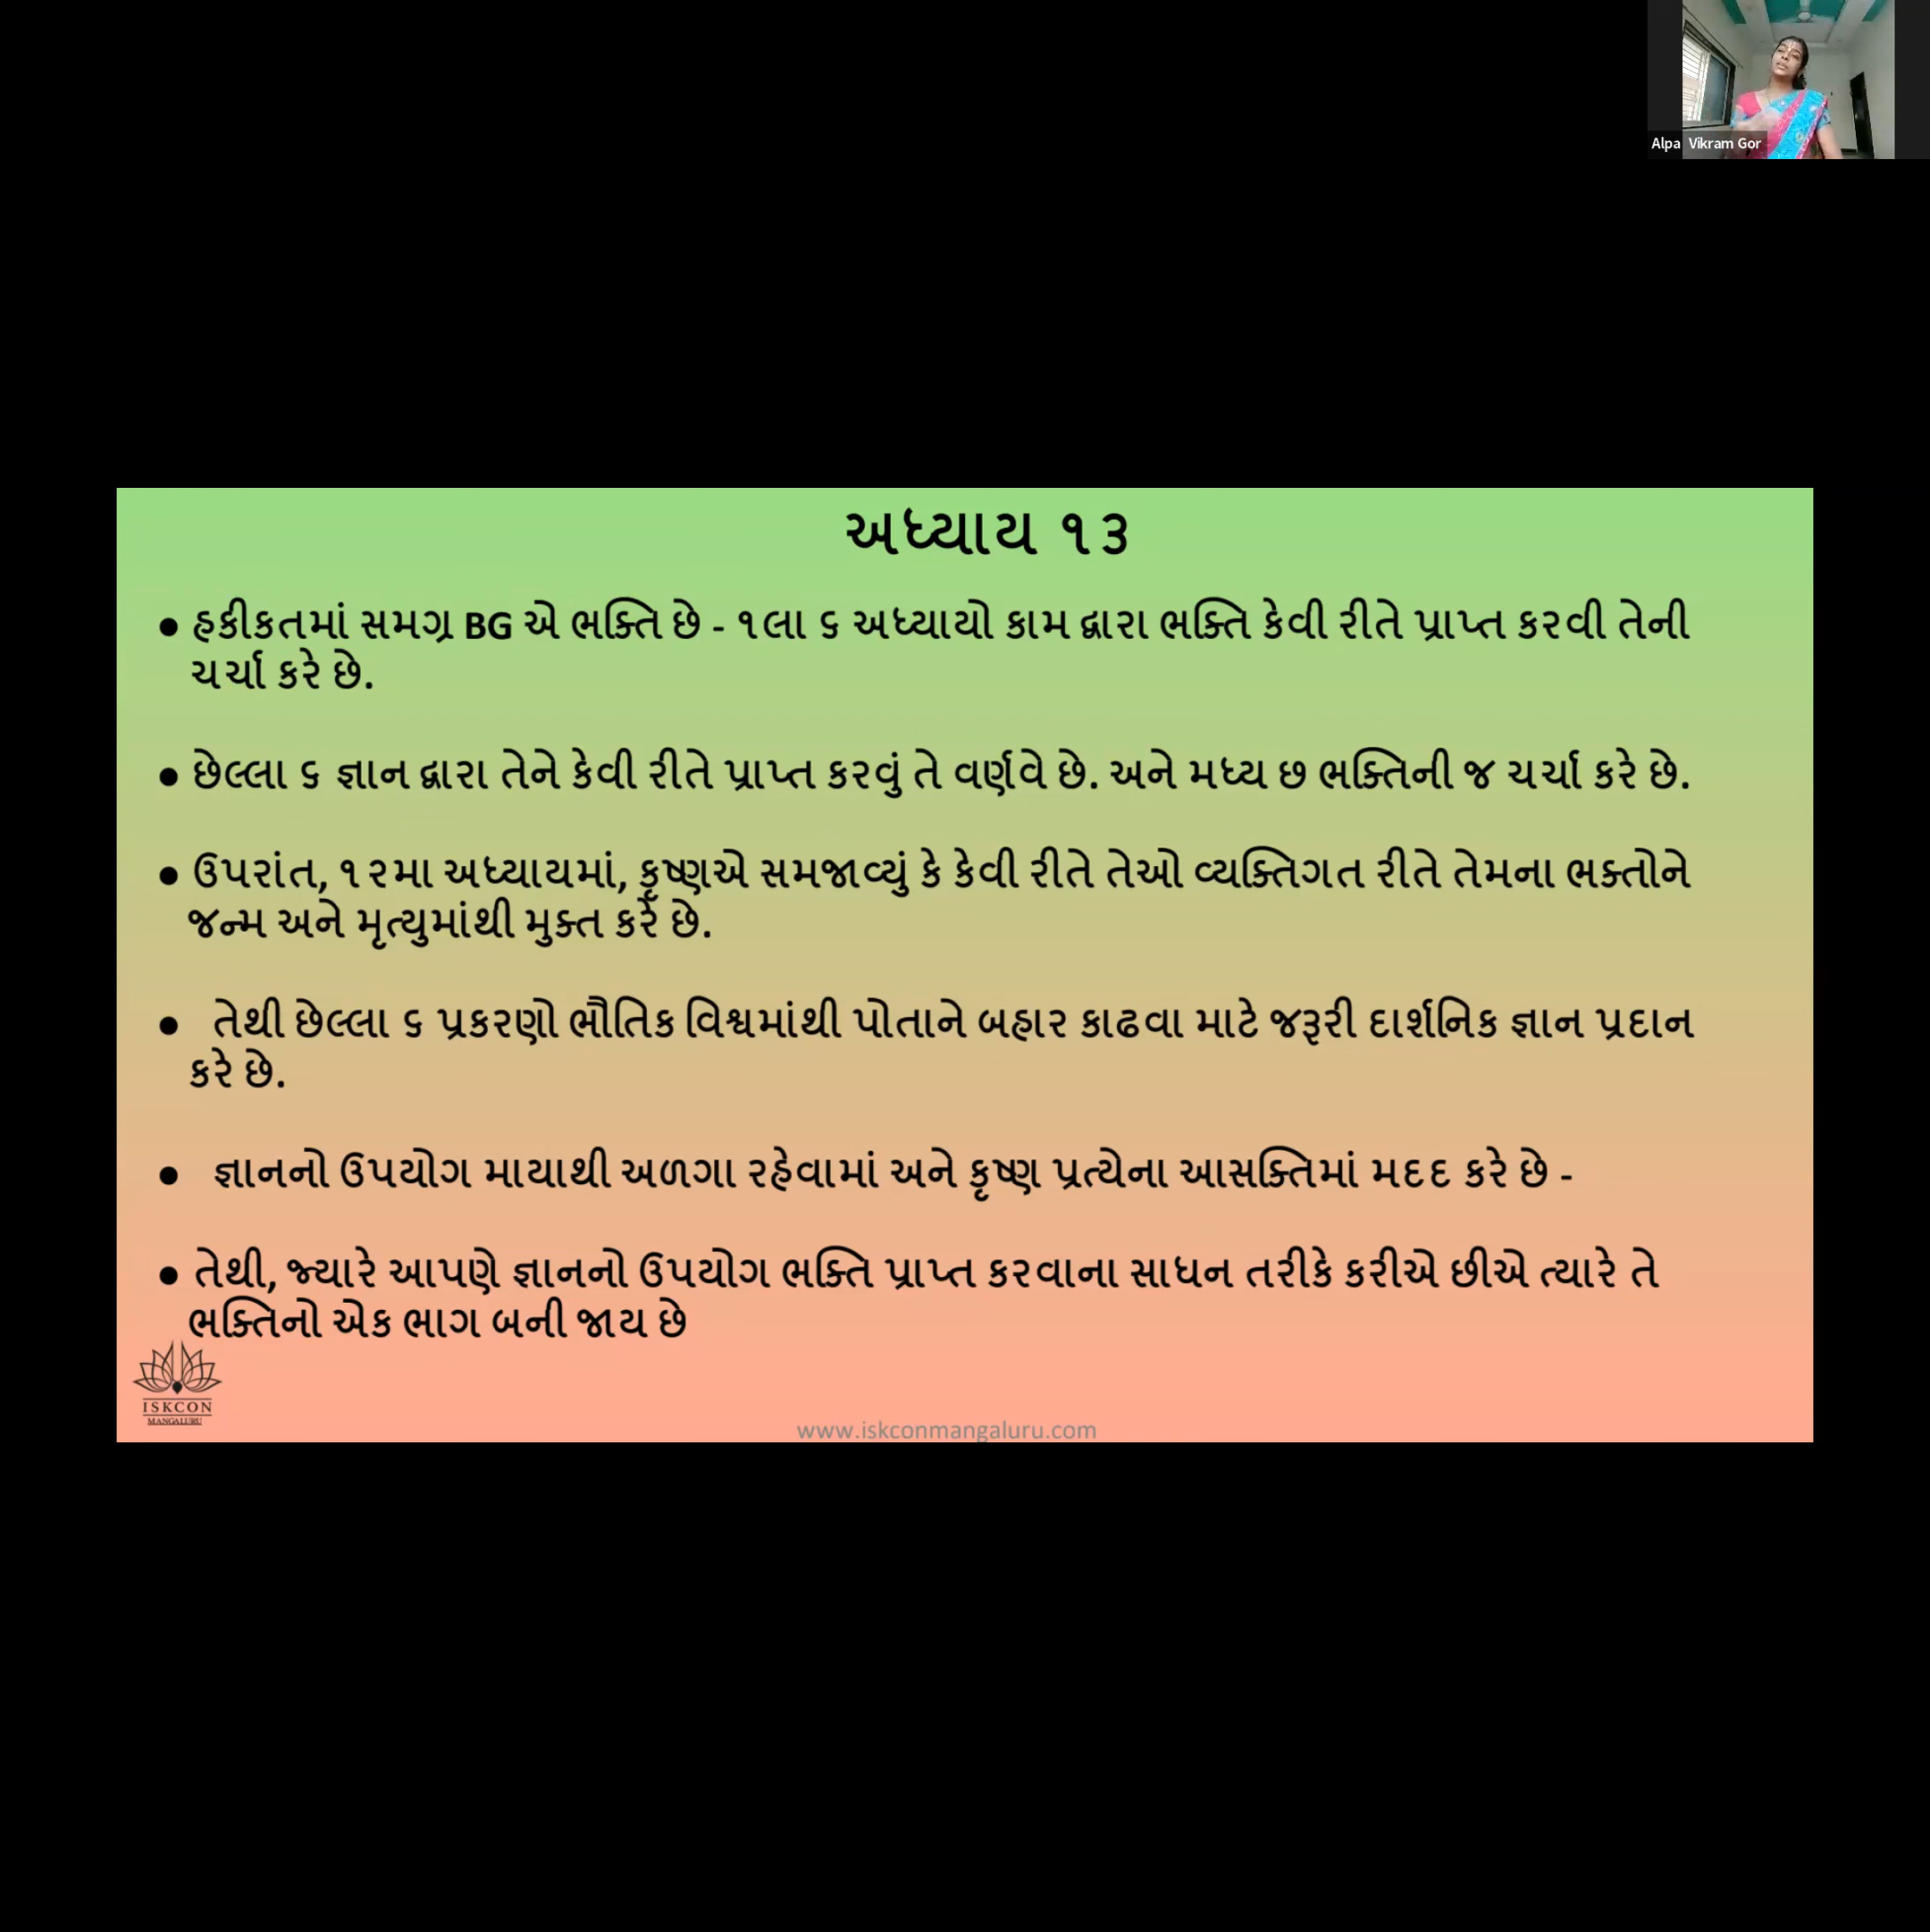 Alpa Vikram Gor
અધ્યાય ૧૩
● હકીકતમાં સમગ્ર BG એ ભક્તિ છે - ૧લા ૬ અધ્યાયો કામ દ્વારા ભક્તિ કેવી રીતે પ્રાપ્ત કરવી તેની
ચર્ચા કરે છે.
● છેલ્લા ૬ જ્ઞાન દ્વારા તેને કેવી રીતે પ્રાપ્ત કરવું તે વર્ણવે છે. અને મધ્ય છ ભક્તિની જ ચર્ચા કરે છે.
● ઉપરાંત, ૧૨મા અધ્યાયમાં, કૃષ્ણએ સમજાવ્યું કે કેવી રીતે તેઓ વ્યક્તિગત રીતે તેમના ભક્તોને
જન્મ અને મૃત્યુમાંથી મુક્ત કરે છે.
● તેથી છેલ્લા ૬ પ્રકરણો ભૌતિક વિશ્વમાંથી પોતાને બહાર કાઢવા માટે જરૂરી દાર્શનિક જ્ઞાન પ્રદાન
કરે છે.
● જ્ઞાનનો ઉપયોગ માયાથી અળગા રહેવામાં અને કૃષ્ણ પ્રત્યેના આસક્તિમાં મદદ કરે છે -
● તેથી, જ્યારે આપણે જ્ઞાનનો ઉપયોગ ભક્તિ પ્રાપ્ત કરવાના સાધન તરીકે કરીએ છીએ ત્યારે તે
ભક્તિનો એક ભાગ બની જાય છે
ISKCON
MANGALURU
www.iskconmangaluru.com